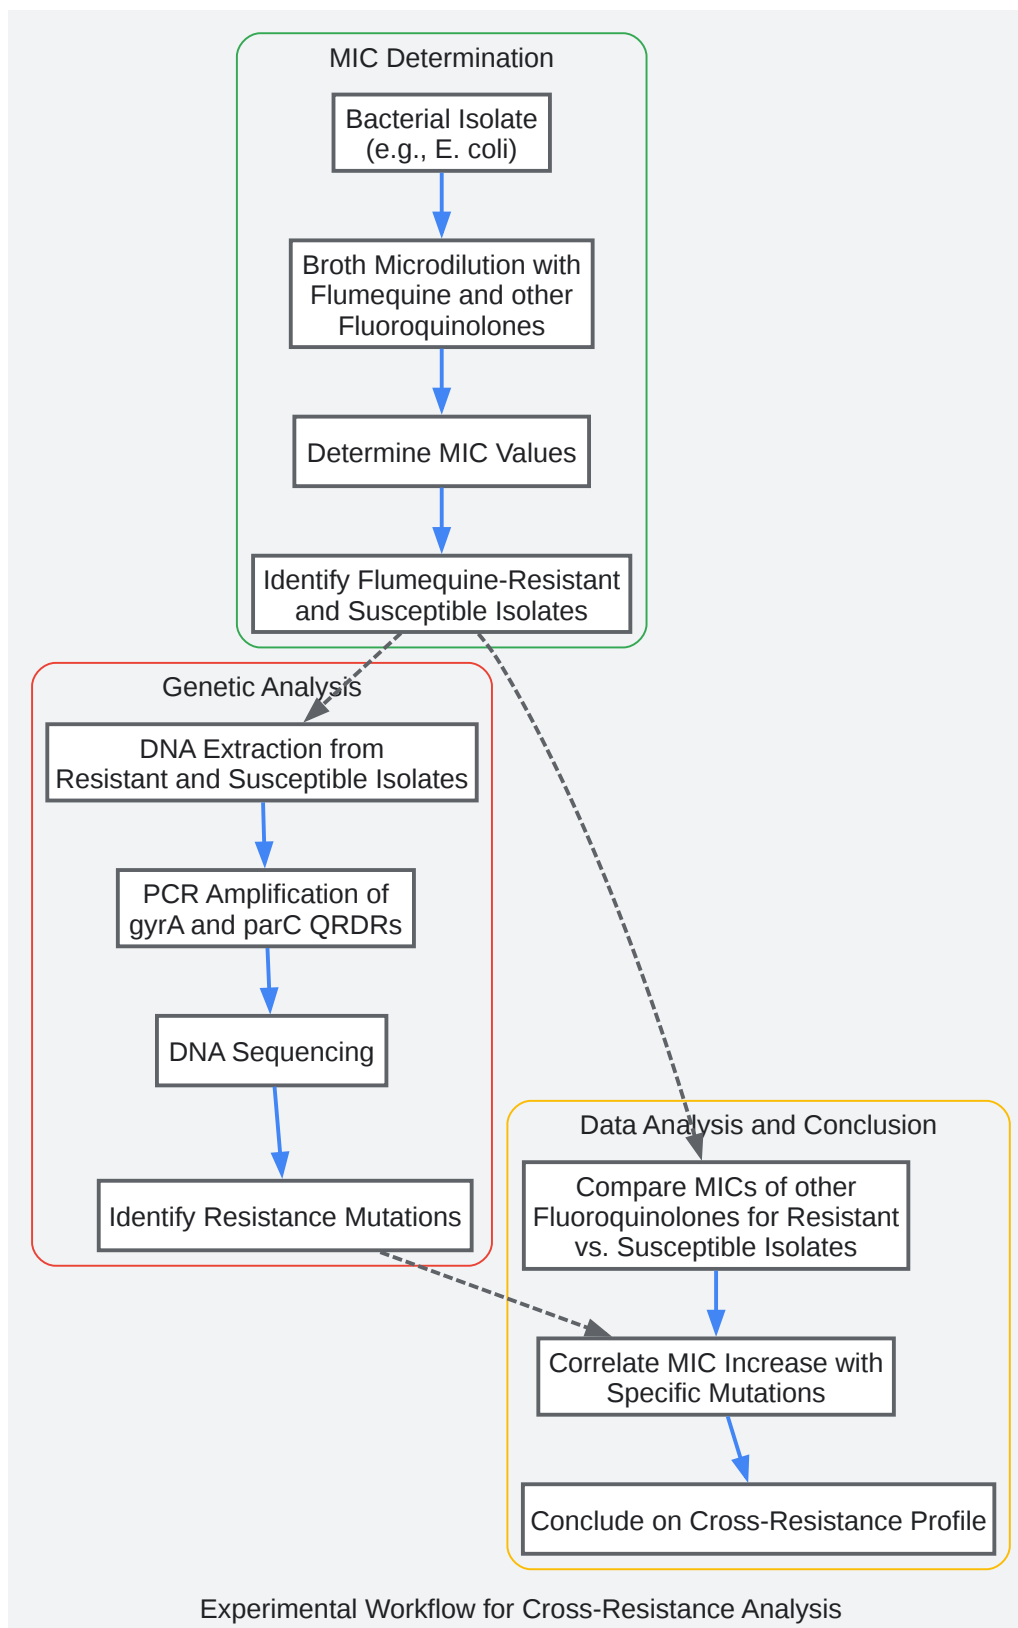 MIC Determination
Bacterial Isolate
(e.g., E. coli)
Broth Microdilution with
Flumequine and other
Fluoroquinolones
Determine MIC Values
Identify Flumequine-Resistant
and Susceptible Isolates
Genetic Analysis
DNA Extraction from
Resistant and Susceptible Isolates
PCR Amplification of
gyrA and parC QRDRs
DNA Sequencing
Identify Resistance Mutations
Data Analysis and Conclusion
Compare MICs of other
Fluoroquinolones for Resistant
vs. Susceptible Isolates
Correlate MIC Increase with
Specific Mutations
Conclude on Cross-Resistance Profile
Experimental Workflow for Cross-Resistance Analysis